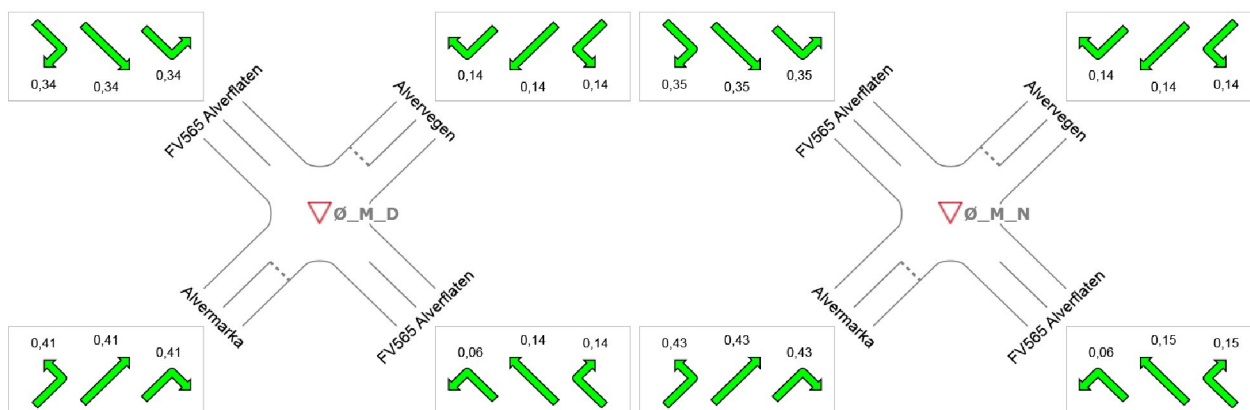 0,34 0,34 0,34
0,14 0,14 0,14
FV565 Alverflaten
Alvervegen
Ø_M_D
Alvermarka
FV565 Alverflaten
0,41 0,41 0,41
0,06 0,14 0,14
0,35 0,35 0,35
0,14 0,14 0,14
FV565 Alverflaten
Alvervegen
Ø_M_N
Alvermarka
FV565 Alverflaten
0,43 0,43 0,43
0,06 0,15 0,15